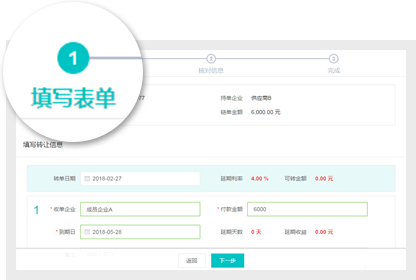 1
填写表单
2
核对信息
3
完成
77
持单企业 供应商B
转单金额 6,000.00 元
填写转让信息
转单日期 2016-02-27 延期利率 4.00 % 可转金额 0.00 元
1 *收单企业 成员企业A *付款金额 6000
*到期日 2016-05-28 延期天数 0 天 延期收益 0.00 元
返回 下一步